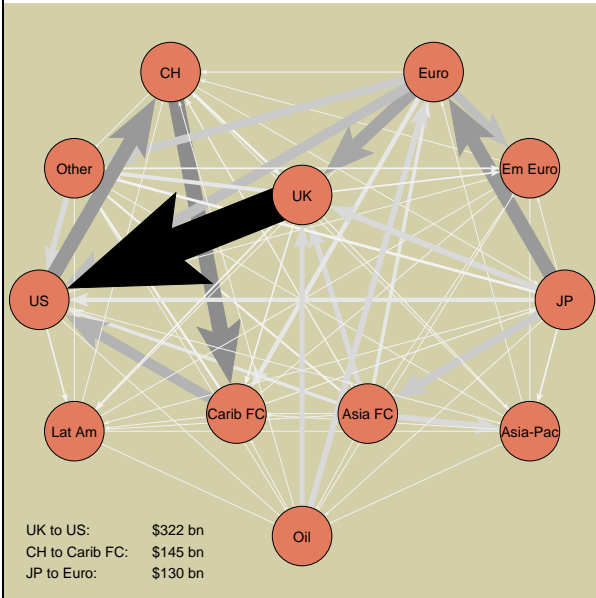 CH
Euro
Other
Em Euro
UK
US
JP
Carib FC
Asia FC
Lat Am
Asia-Pac
Oil
UK to US: $322 bn
CH to Carib FC: $145 bn
JP to Euro: $130 bn